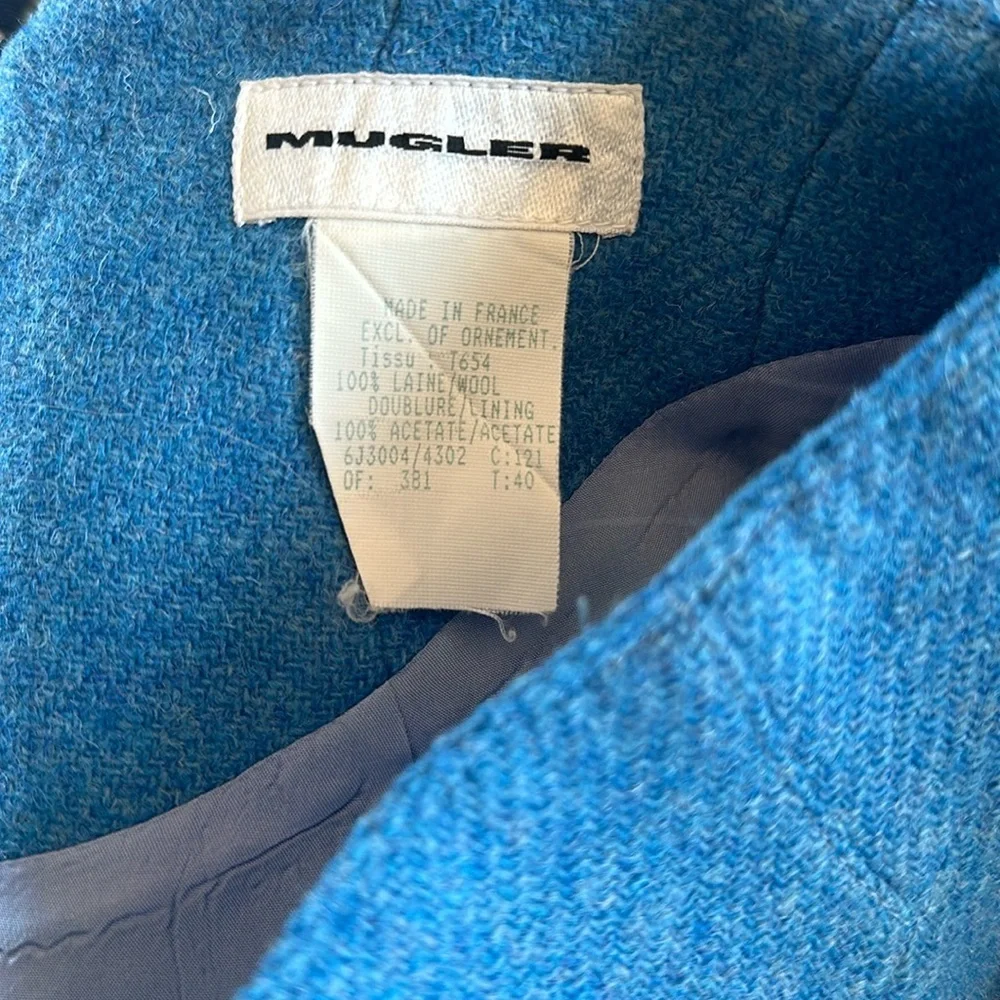 MUGLER
MADE IN FRANCE
EXCL. OF ORNEMENT.
Tissu : T654
100% LAINE/WOOL
DOUBLURE/LINING
100% ACETATE/ACETATE
6J3004/4302 C:121
OF: 381 T:40